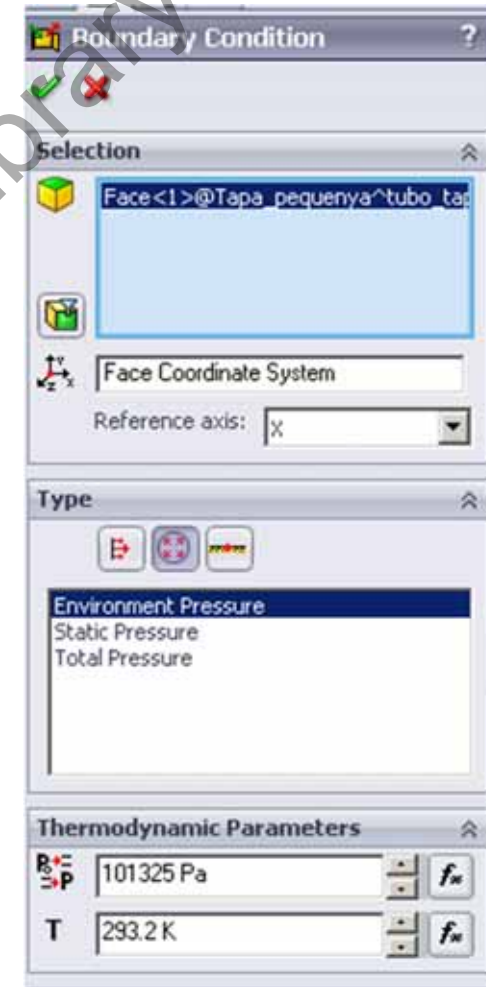 Boundary Condition ?
Selection
Face<1>@Tapa_pequenya^tubo_tap
Face Coordinate System
Reference axis: X
Type
Environment Pressure
Static Pressure
Total Pressure
Thermodynamic Parameters
101325 Pa
T 293.2 K